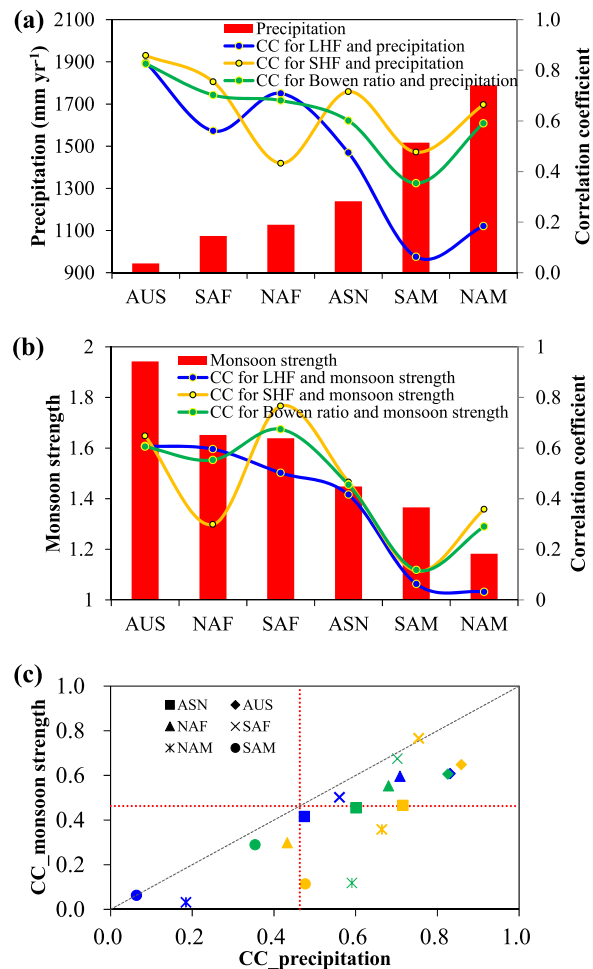 (a)
2100
1900
1700
1500
1300
1100
900
Precipitation (mm yr⁻¹)
Precipitation
CC for LHF and precipitation
CC for SHF and precipitation
CC for Bowen ratio and precipitation
1.0
0.8
0.6
0.4
0.2
0.0
Correlation coefficient
AUS SAF NAF ASN SAM NAM
(b)
2
1.8
1.6
1.4
1.2
1
Monsoon strength
Monsoon strength
CC for LHF and monsoon strength
CC for SHF and monsoon strength
CC for Bowen ratio and monsoon strength
1
0.8
0.6
0.4
0.2
0
Correlation coefficient
AUS NAF SAF ASN SAM NAM
(c)
1.0
0.8
0.6
0.4
0.2
0.0
CC_monsoon strength
ASN AUS
NAF SAF
NAM SAM
0.0 0.2 0.4 0.6 0.8 1.0
CC_precipitation